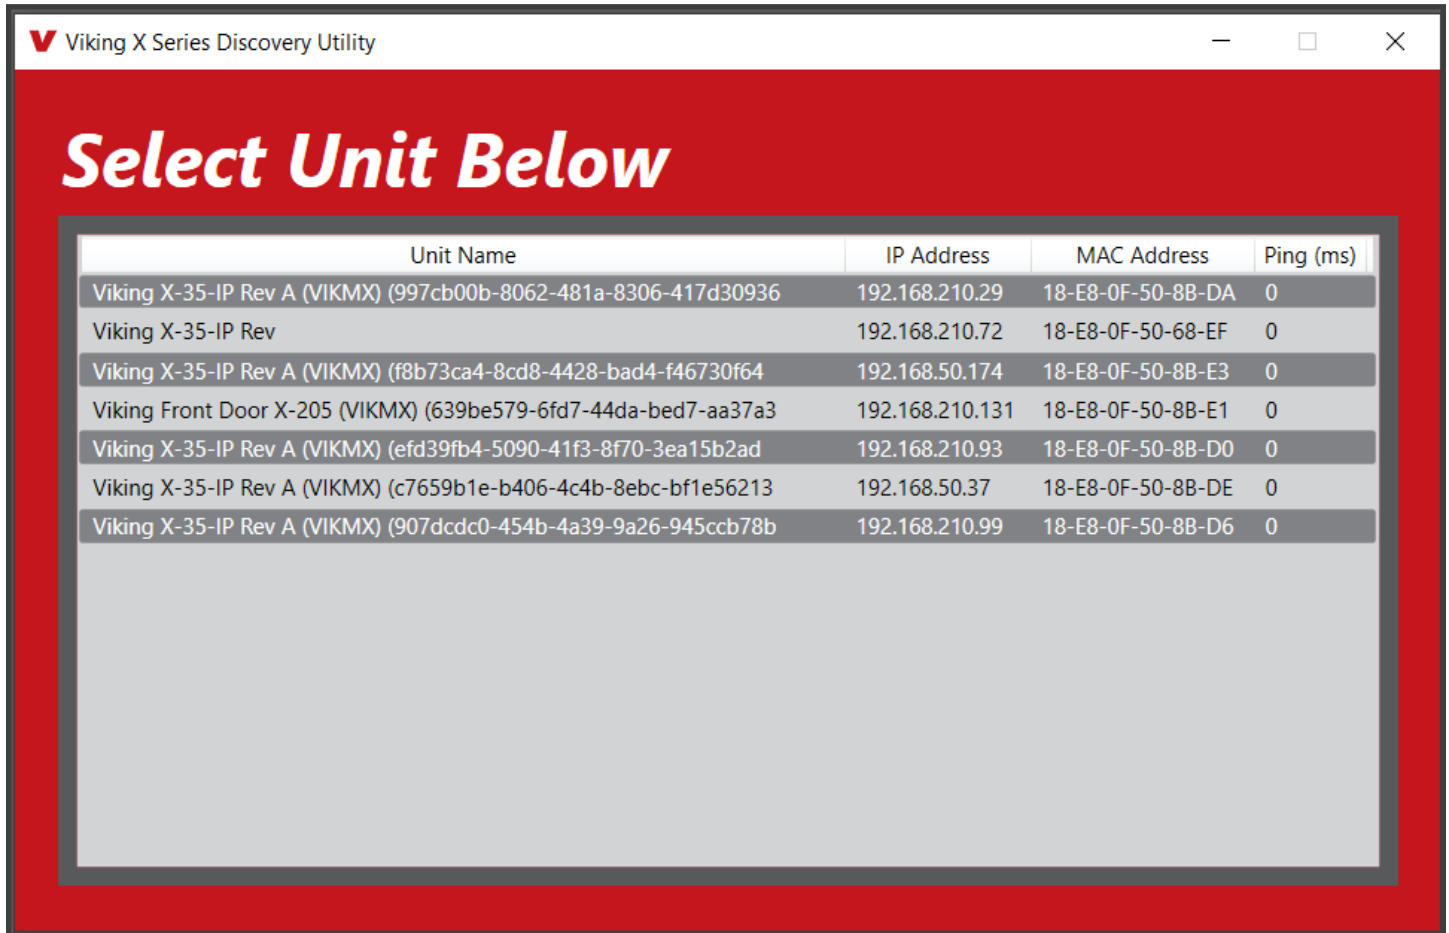 Viking X Series Discovery Utility
Select Unit Below
Unit Name IP Address MAC Address Ping (ms)
Viking X-35-IP Rev A (VIKMX) (997cb00b-8062-481a-8306-417d30936 192.168.210.29 18-E8-0F-50-8B-DA 0
Viking X-35-IP Rev 192.168.210.72 18-E8-0F-50-68-EF 0
Viking X-35-IP Rev A (VIKMX) (f8b73ca4-8cd8-4428-bad4-f46730f64 192.168.50.174 18-E8-0F-50-8B-E3 0
Viking Front Door X-205 (VIKMX) (639be579-6fd7-44da-bed7-aa37a3 192.168.210.131 18-E8-0F-50-8B-E1 0
Viking X-35-IP Rev A (VIKMX) (efd39fb4-5090-41f3-8f70-3ea15b2ad 192.168.210.93 18-E8-0F-50-8B-D0 0
Viking X-35-IP Rev A (VIKMX) (c7659b1e-b406-4c4b-8ebc-bf1e56213 192.168.50.37 18-E8-0F-50-8B-DE 0
Viking X-35-IP Rev A (VIKMX) (907dcdc0-454b-4a39-9a26-945ccb78b 192.168.210.99 18-E8-0F-50-8B-D6 0